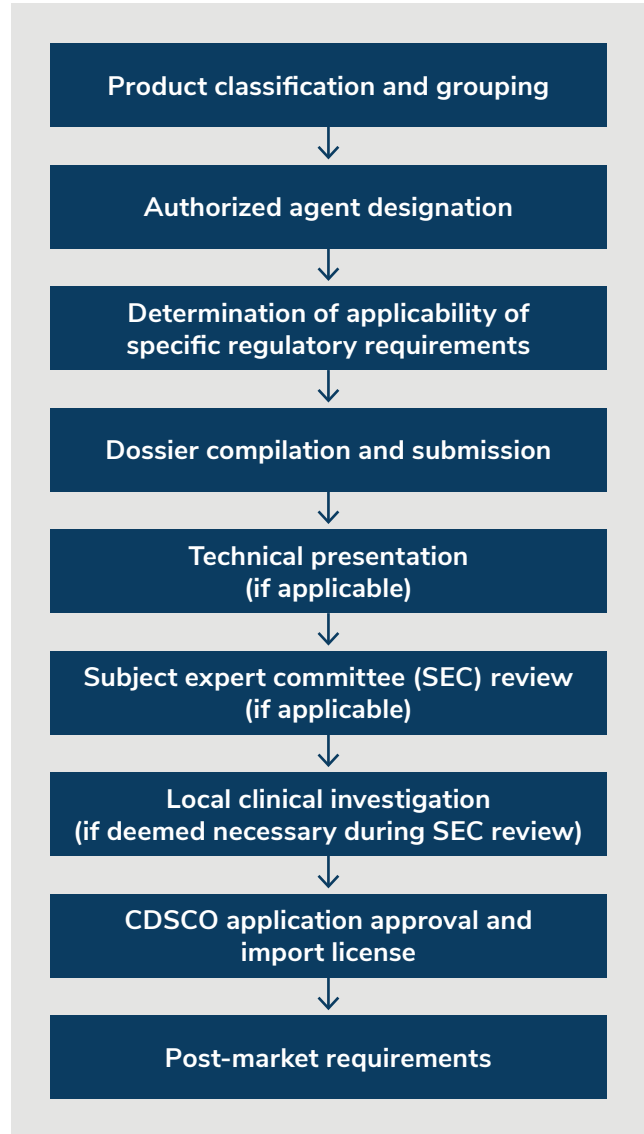 Product classification and grouping
Authorized agent designation
Determination of applicability of
specific regulatory requirements
Dossier compilation and submission
Technical presentation
(if applicable)
Subject expert committee (SEC) review
(if applicable)
Local clinical investigation
(if deemed necessary during SEC review)
CDSCO application approval and
import license
Post-market requirements